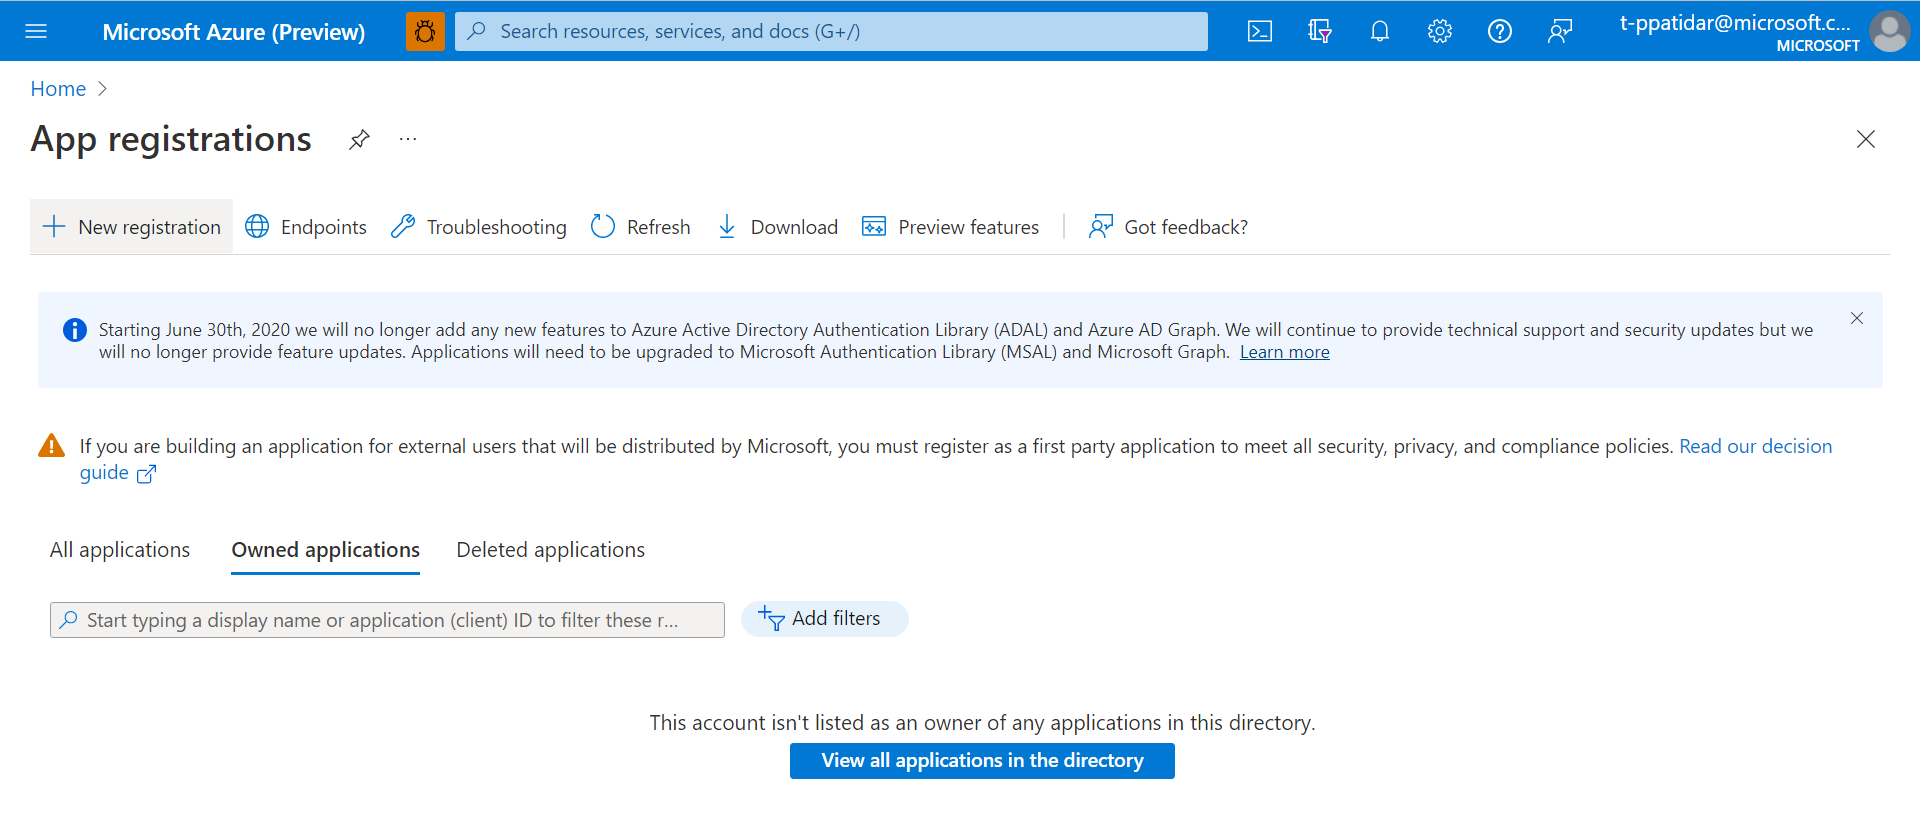 Microsoft Azure (Preview)
Search resources, services, and docs (G+/)
t-ppatidar@microsoft.c...
MICROSOFT
Home
App registrations
New registration
Endpoints
Troubleshooting
Refresh
Download
Preview features
Got feedback?
Starting June 30th, 2020 we will no longer add any new features to Azure Active Directory Authentication Library (ADAL) and Azure AD Graph. We will continue to provide technical support and security updates but we
will no longer provide feature updates. Applications will need to be upgraded to Microsoft Authentication Library (MSAL) and Microsoft Graph. Learn more
If you are building an application for external users that will be distributed by Microsoft, you must register as a first party application to meet all security, privacy, and compliance policies. Read our decision
guide
All applications
Owned applications
Deleted applications
Start typing a display name or application (client) ID to filter these r...
Add filters
This account isn't listed as an owner of any applications in this directory.
View all applications in the directory